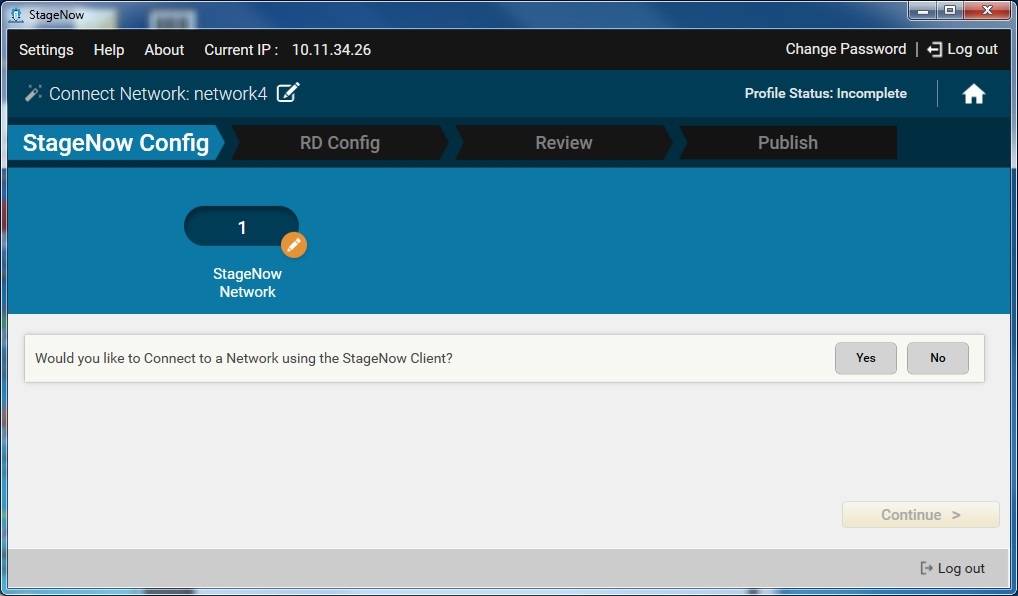 StageNow
Settings Help About Current IP : 10.11.34.26 Change Password | Log out
Connect Network: network4 Profile Status: Incomplete
StageNow Config RD Config Review Publish
1
StageNow
Network
Would you like to Connect to a Network using the StageNow Client? Yes No
Continue >
Log out